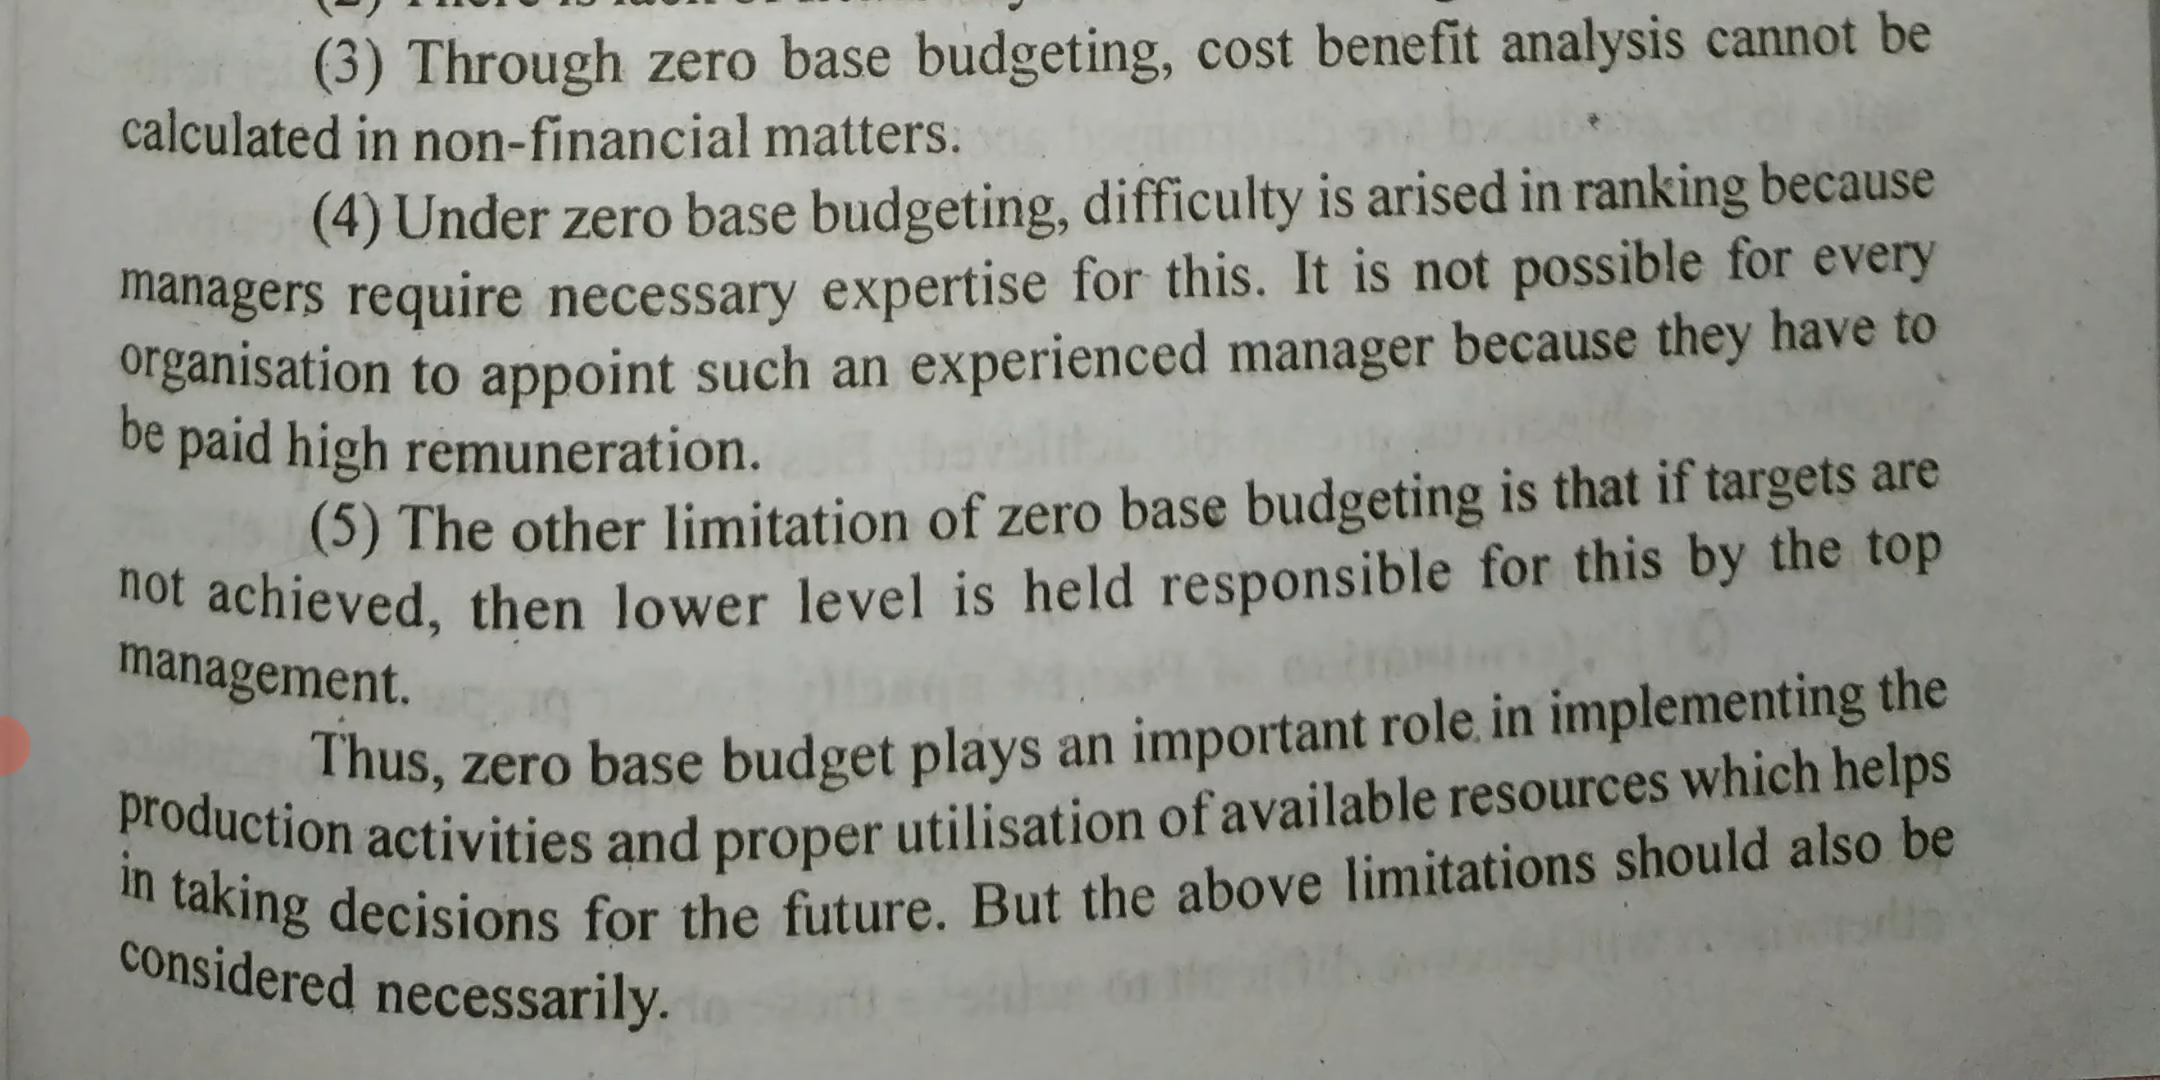 (3) Through zero base budgeting, cost benefit analysis cannot be
calculated in non-financial matters.
(4) Under zero base budgeting, difficulty is arised in ranking because
managers require necessary expertise for this. It is not possible for every
organisation to appoint such an experienced manager because they have to
be paid high remuneration.
(5) The other limitation of zero base budgeting is that if targets are
not achieved, then lower level is held responsible for this by the top
management.
Thus, zero base budget plays an important role in implementing the
production activities and proper utilisation of available resources which helps
in taking decisions for the future. But the above limitations should also be
considered necessarily.